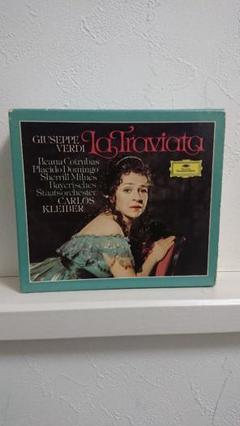 GIUSEPPE
VERDI
La Traviata
Ileana Cotrubas
Placido Domingo
Sherrill Milnes
Bayerisches
Staatsorchester
CARLOS
KLEIBER